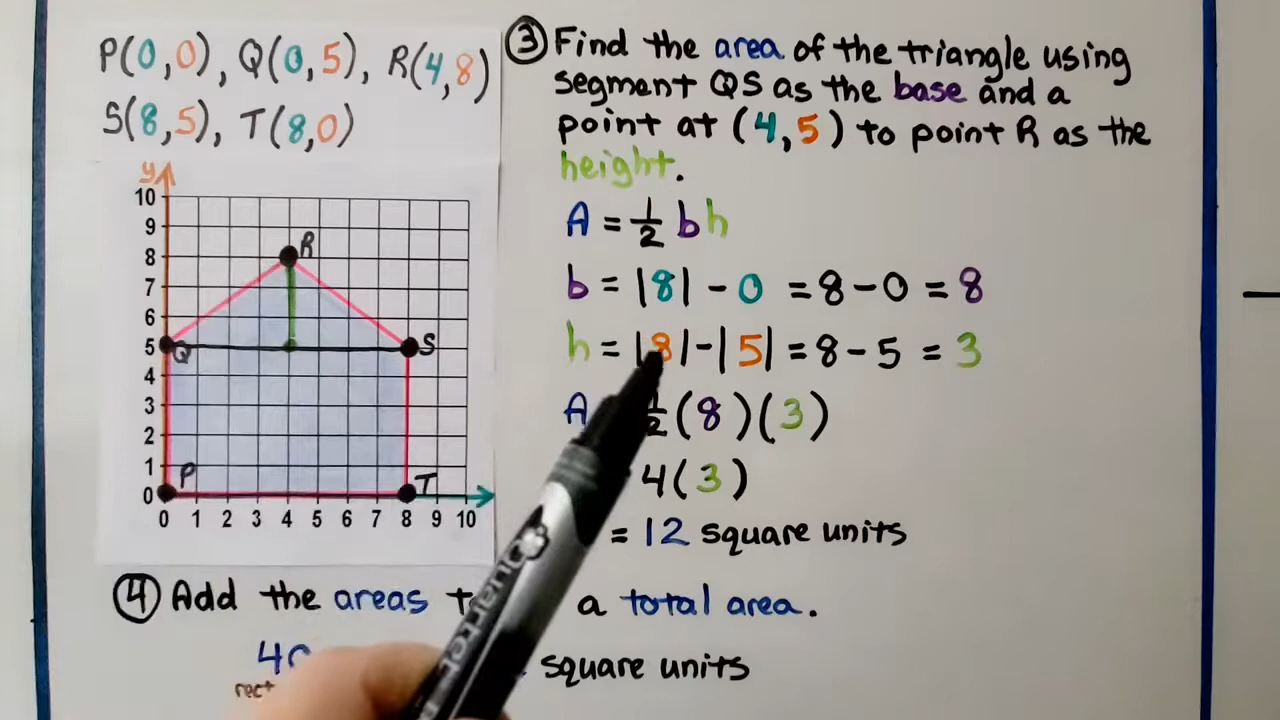 P(0,0), Q(0,5), R(4,8)
S(8,5), T(8,0)
y
10
9
8
7
6
5
4
3
2
1
0
R
Q
S
P
T
0 1 2 3 4 5 6 7 8 9 10
③ Find the area of the triangle using
segment QS as the base and a
point at (4,5) to point R as the
height.
A = 1/2 bh
b = |8| - 0 = 8 - 0 = 8
h = |8| - |5| = 8 - 5 = 3
A 1/2 (8)(3)
4(3)
= 12 square units
④ Add the areas a total area.
square units
rect
Quartet